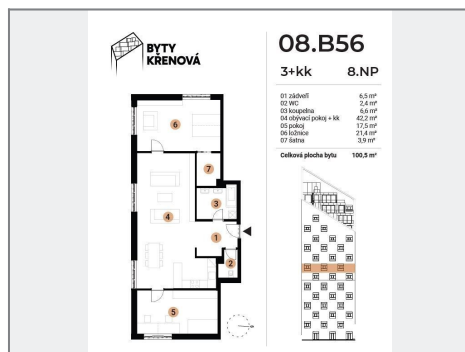 BYTY
KŘENOVÁ
08.B56
3+kk 8.NP
01 zádveří 6,5 m²
02 WC 2,4 m²
03 koupelna 6,6 m²
04 obývací pokoj + kk 42,2 m²
05 pokoj 17,5 m²
06 ložnice 21,4 m²
07 šatna 3,9 m²
Celková plocha bytu 100,5 m²
6
7
3
4
1
2
5